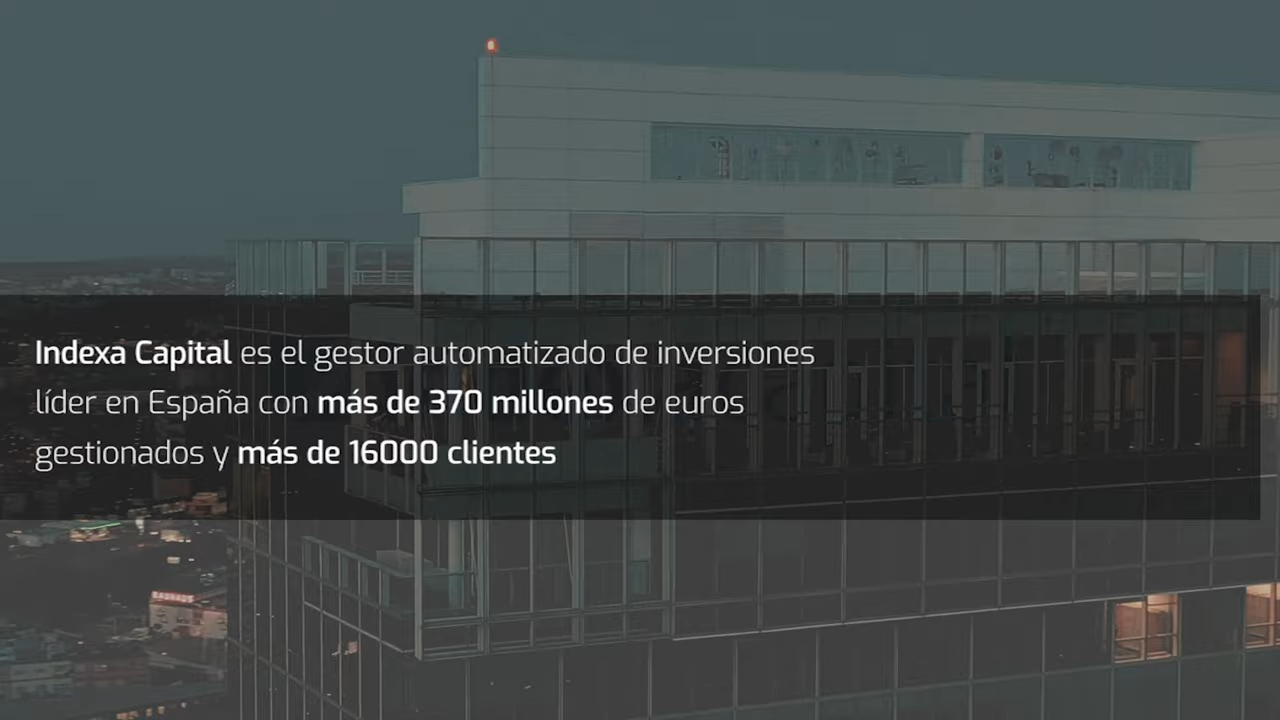 Indexa Capital es el gestor automatizado de inversiones
líder en España con más de 370 millones de euros
gestionados y más de 16000 clientes
BAUHAUS